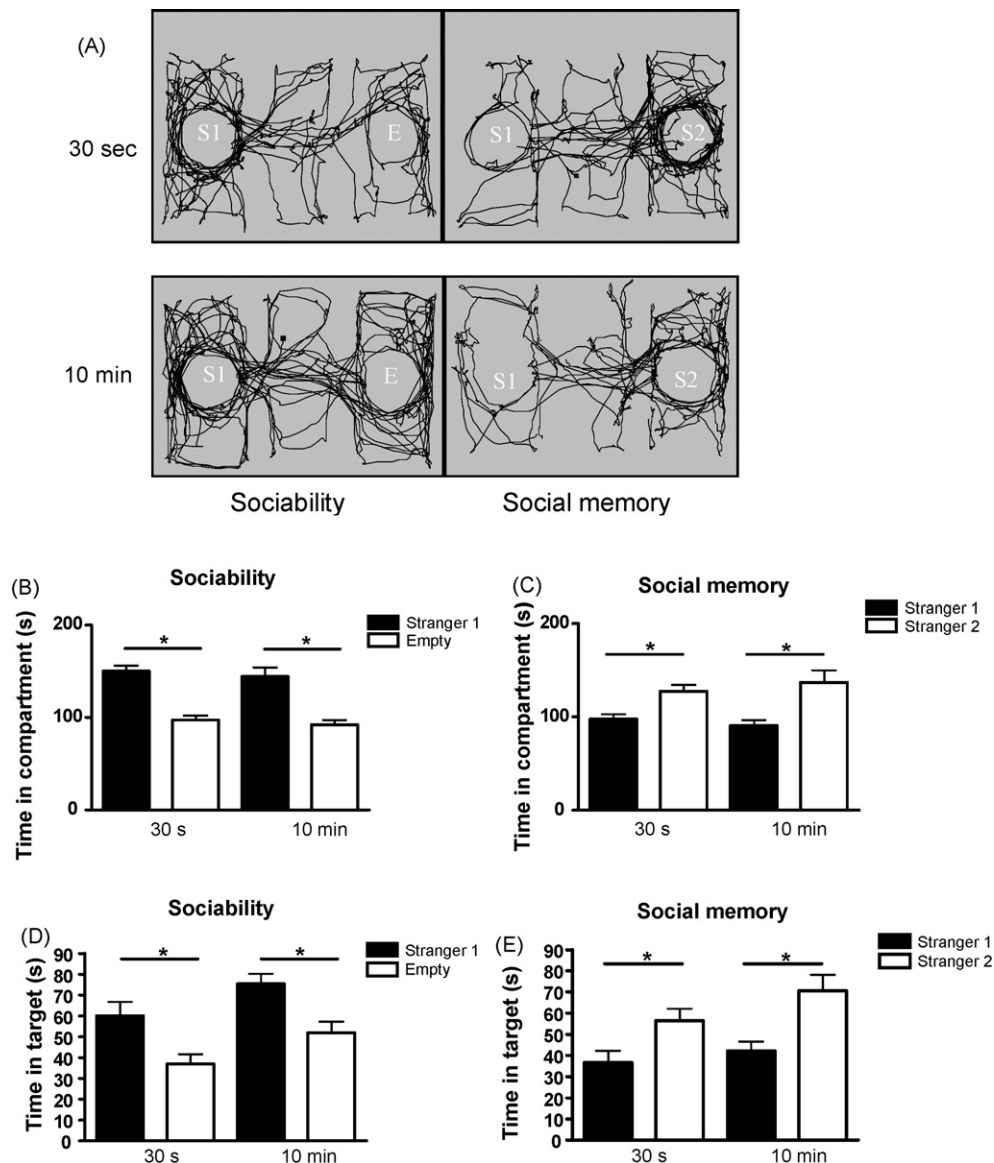 (A)
30 sec
S1
E
S1
S2
10 min
S1
E
S1
S2
Sociability
Social memory
(B)
Sociability
Stranger 1
Empty
Time in compartment (s)
200
100
0
*
*
30 s
10 min
(C)
Social memory
Stranger 1
Stranger 2
Time in compartment (s)
200
100
0
*
*
30 s
10 min
(D)
Sociability
Stranger 1
Empty
Time in target (s)
90
80
70
60
50
40
30
20
10
0
*
*
30 s
10 min
(E)
Social memory
Stranger 1
Stranger 2
Time in target (s)
90
80
70
60
50
40
30
20
10
0
*
*
30 s
10 min